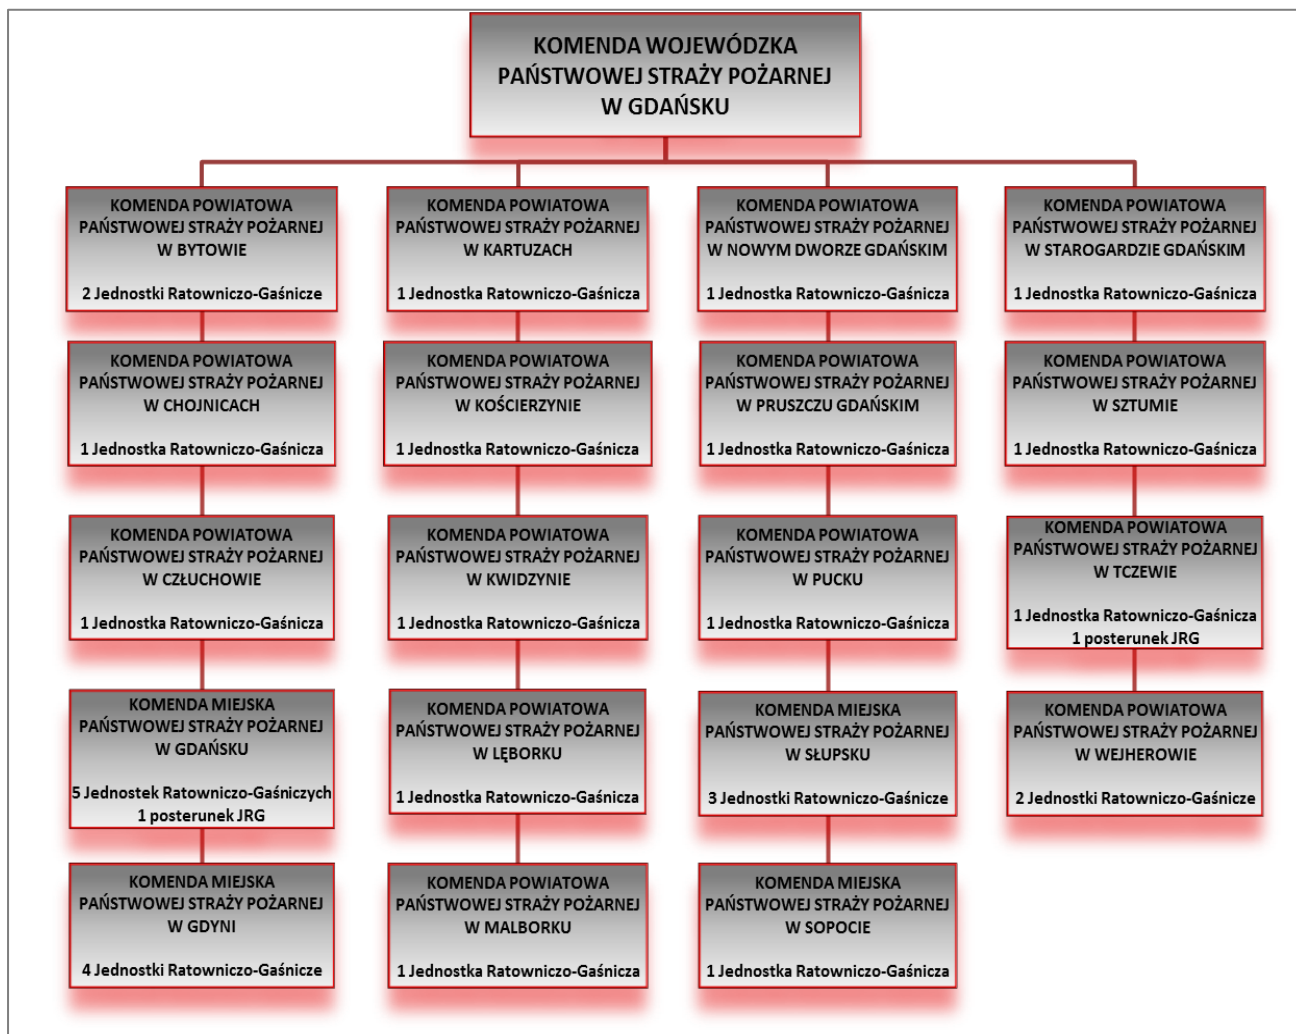 KOMENDA WOJEWÓDZKA
PAŃSTWOWEJ STRAŻY POŻARNEJ
W GDAŃSKU
KOMENDA POWIATOWA
PAŃSTWOWEJ STRAŻY POŻARNEJ
W BYTOWIE
2 Jednostki Ratowniczo-Gaśnicze
KOMENDA POWIATOWA
PAŃSTWOWEJ STRAŻY POŻARNEJ
W CHOJNICACH
1 Jednostka Ratowniczo-Gaśnicza
KOMENDA POWIATOWA
PAŃSTWOWEJ STRAŻY POŻARNEJ
W CZŁUCHOWIE
1 Jednostka Ratowniczo-Gaśnicza
KOMENDA MIEJSKA
PAŃSTWOWEJ STRAŻY POŻARNEJ
W GDAŃSKU
5 Jednostek Ratowniczo-Gaśniczych
1 posterunek JRG
KOMENDA MIEJSKA
PAŃSTWOWEJ STRAŻY POŻARNEJ
W GDYNI
4 Jednostki Ratowniczo-Gaśnicze
KOMENDA POWIATOWA
PAŃSTWOWEJ STRAŻY POŻARNEJ
W KARTUZACH
1 Jednostka Ratowniczo-Gaśnicza
KOMENDA POWIATOWA
PAŃSTWOWEJ STRAŻY POŻARNEJ
W KOŚCIERZYNIE
1 Jednostka Ratowniczo-Gaśnicza
KOMENDA POWIATOWA
PAŃSTWOWEJ STRAŻY POŻARNEJ
W KWIDZYNIE
1 Jednostka Ratowniczo-Gaśnicza
KOMENDA POWIATOWA
PAŃSTWOWEJ STRAŻY POŻARNEJ
W LĘBORKU
1 Jednostka Ratowniczo-Gaśnicza
KOMENDA POWIATOWA
PAŃSTWOWEJ STRAŻY POŻARNEJ
W MALBORKU
1 Jednostka Ratowniczo-Gaśnicza
KOMENDA POWIATOWA
PAŃSTWOWEJ STRAŻY POŻARNEJ
W NOWYM DWORZE GDAŃSKIM
1 Jednostka Ratowniczo-Gaśnicza
KOMENDA POWIATOWA
PAŃSTWOWEJ STRAŻY POŻARNEJ
W PRUSZCZU GDAŃSKIM
1 Jednostka Ratowniczo-Gaśnicza
KOMENDA POWIATOWA
PAŃSTWOWEJ STRAŻY POŻARNEJ
W PUCKU
1 Jednostka Ratowniczo-Gaśnicza
KOMENDA MIEJSKA
PAŃSTWOWEJ STRAŻY POŻARNEJ
W SŁUPSKU
3 Jednostki Ratowniczo-Gaśnicze
KOMENDA MIEJSKA
PAŃSTWOWEJ STRAŻY POŻARNEJ
W SOPOCIE
1 Jednostka Ratowniczo-Gaśnicza
KOMENDA POWIATOWA
PAŃSTWOWEJ STRAŻY POŻARNEJ
W STAROGARDZIE GDAŃSKIM
1 Jednostka Ratowniczo-Gaśnicza
KOMENDA POWIATOWA
PAŃSTWOWEJ STRAŻY POŻARNEJ
W SZTUMIE
1 Jednostka Ratowniczo-Gaśnicza
KOMENDA POWIATOWA
PAŃSTWOWEJ STRAŻY POŻARNEJ
W TCZEWIE
1 Jednostka Ratowniczo-Gaśnicza
1 posterunek JRG
KOMENDA POWIATOWA
PAŃSTWOWEJ STRAŻY POŻARNEJ
W WEJHEROWIE
2 Jednostki Ratowniczo-Gaśnicze